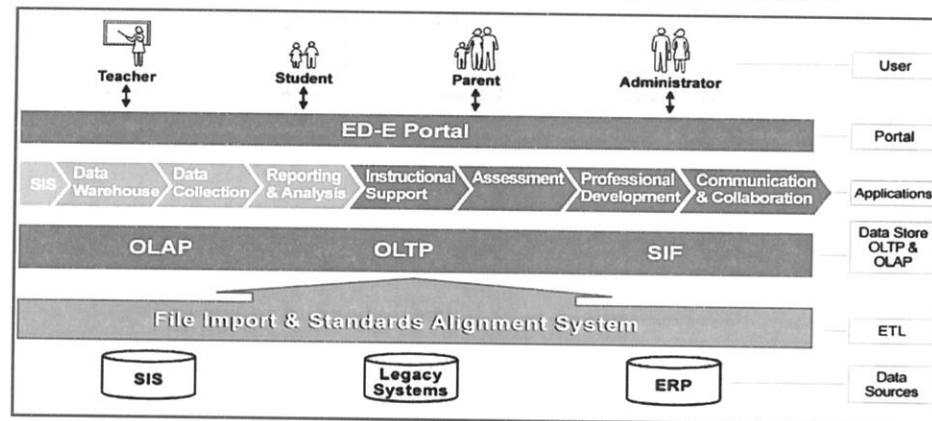 Teacher
Student
Parent
Administrator
User
ED-E Portal
Portal
SIS
Data
Warehouse
Data
Collection
Reporting
& Analysis
Instructional
Support
Assessment
Professional
Development
Communication
& Collaboration
Applications
OLAP
OLTP
SIF
Data Store
OLTP &
OLAP
File Import & Standards Alignment System
ETL
SIS
Legacy
Systems
ERP
Data
Sources